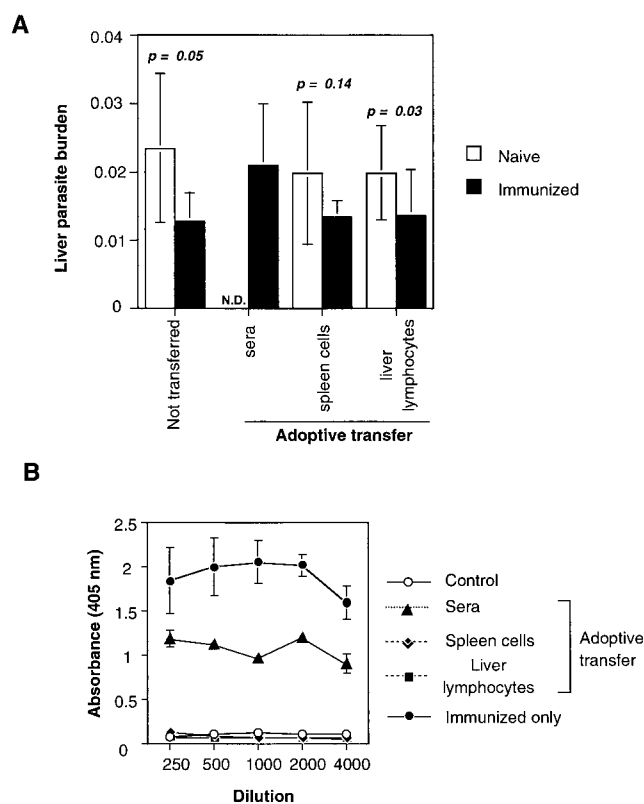 A
0.04
0.03
0.02
0.01
0
Liver parasite burden
p = 0.05
p = 0.14
p = 0.03
N.D.
Naive
Immunized
Not transferred
sera
spleen cells
liver
lymphocytes
Adoptive transfer
B
2.5
2
1.5
1
0.5
0
Absorbance (405 nm)
250 500 1000 2000 4000
Dilution
Control
Sera
Spleen cells
Liver
lymphocytes
Immunized only
Adoptive
transfer